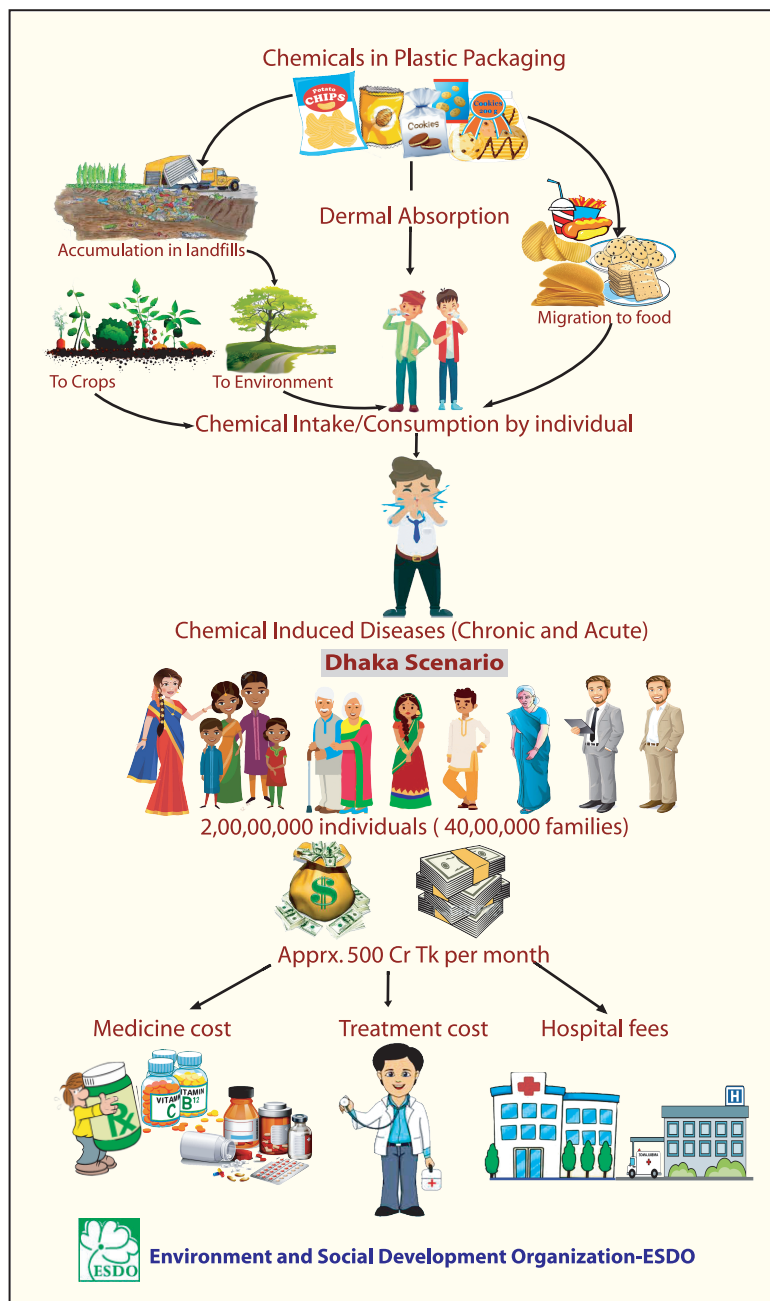 Chemicals in Plastic Packaging
Potato
CHIPS
Cookies
Cookies
200 g
Dermal Absorption
Accumulation in landfills
Migration to food
To Crops
To Environment
Chemical Intake/Consumption by individual
Chemical Induced Diseases (Chronic and Acute)
Dhaka Scenario
2,00,00,000 individuals ( 40,00,000 families)
$
Apprx. 500 Cr Tk per month
Medicine cost
Treatment cost
Hospital fees
Rx
VITAMIN
C
VITAMIN
B12
H
ESDO
Environment and Social Development Organization-ESDO